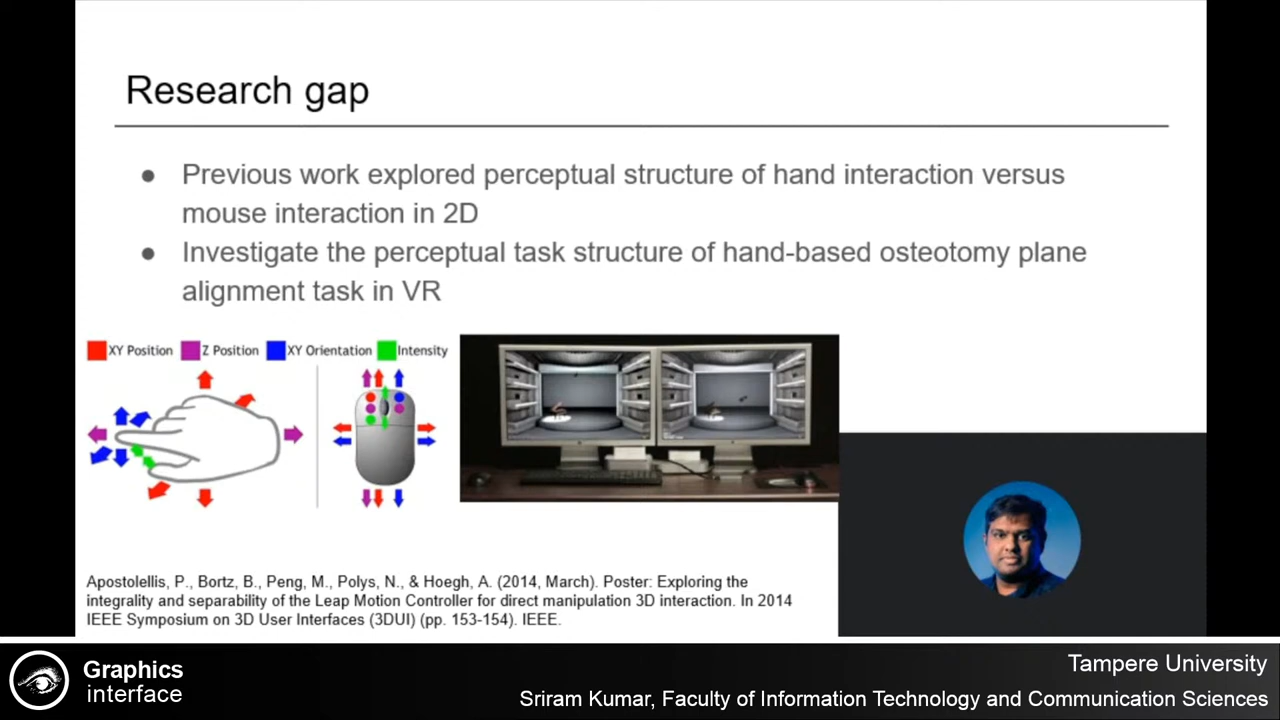 Research gap
● Previous work explored perceptual structure of hand interaction versus
mouse interaction in 2D
● Investigate the perceptual task structure of hand-based osteotomy plane
alignment task in VR
XY Position Z Position XY Orientation Intensity
Apostolellis, P., Bortz, B., Peng, M., Polys, N., & Hoegh, A. (2014, March). Poster: Exploring the
integrality and separability of the Leap Motion Controller for direct manipulation 3D interaction. In 2014
IEEE Symposium on 3D User Interfaces (3DUI) (pp. 153-154). IEEE.
Graphics
interface
Tampere University
Sriram Kumar, Faculty of Information Technology and Communication Sciences